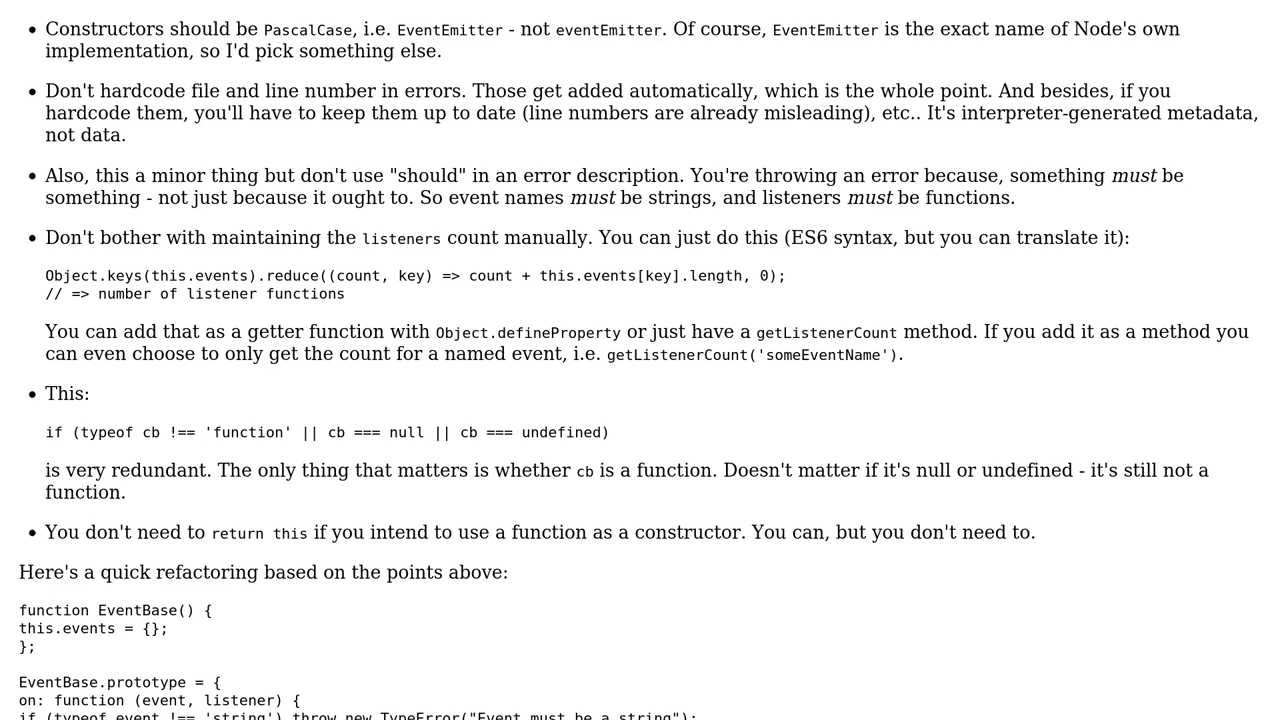 Constructors should be PascalCase, i.e. EventEmitter - not eventEmitter. Of course, EventEmitter is the exact name of Node's own
implementation, so I'd pick something else.
Don't hardcode file and line number in errors. Those get added automatically, which is the whole point. And besides, if you
hardcode them, you'll have to keep them up to date (line numbers are already misleading), etc.. It's interpreter-generated metadata,
not data.
Also, this a minor thing but don't use "should" in an error description. You're throwing an error because, something must be
something - not just because it ought to. So event names must be strings, and listeners must be functions.
Don't bother with maintaining the listeners count manually. You can just do this (ES6 syntax, but you can translate it):
Object.keys(this.events).reduce((count, key) => count + this.events[key].length, 0);
// => number of listener functions
You can add that as a getter function with Object.defineProperty or just have a getListenerCount method. If you add it as a method you
can even choose to only get the count for a named event, i.e. getListenerCount('someEventName').
This:
if (typeof cb !== 'function' || cb === null || cb === undefined)
is very redundant. The only thing that matters is whether cb is a function. Doesn't matter if it's null or undefined - it's still not a
function.
You don't need to return this if you intend to use a function as a constructor. You can, but you don't need to.
Here's a quick refactoring based on the points above:
function EventBase() {
this.events = {};
};
EventBase.prototype = {
on: function (event, listener) {
if (typeof event !== 'string') throw new TypeError("Event must be a string");